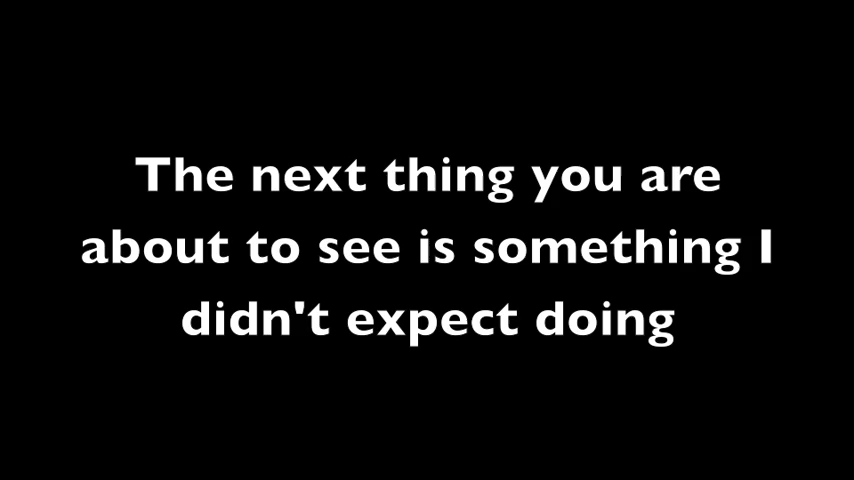 The next thing you are
about to see is something I
didn't expect doing